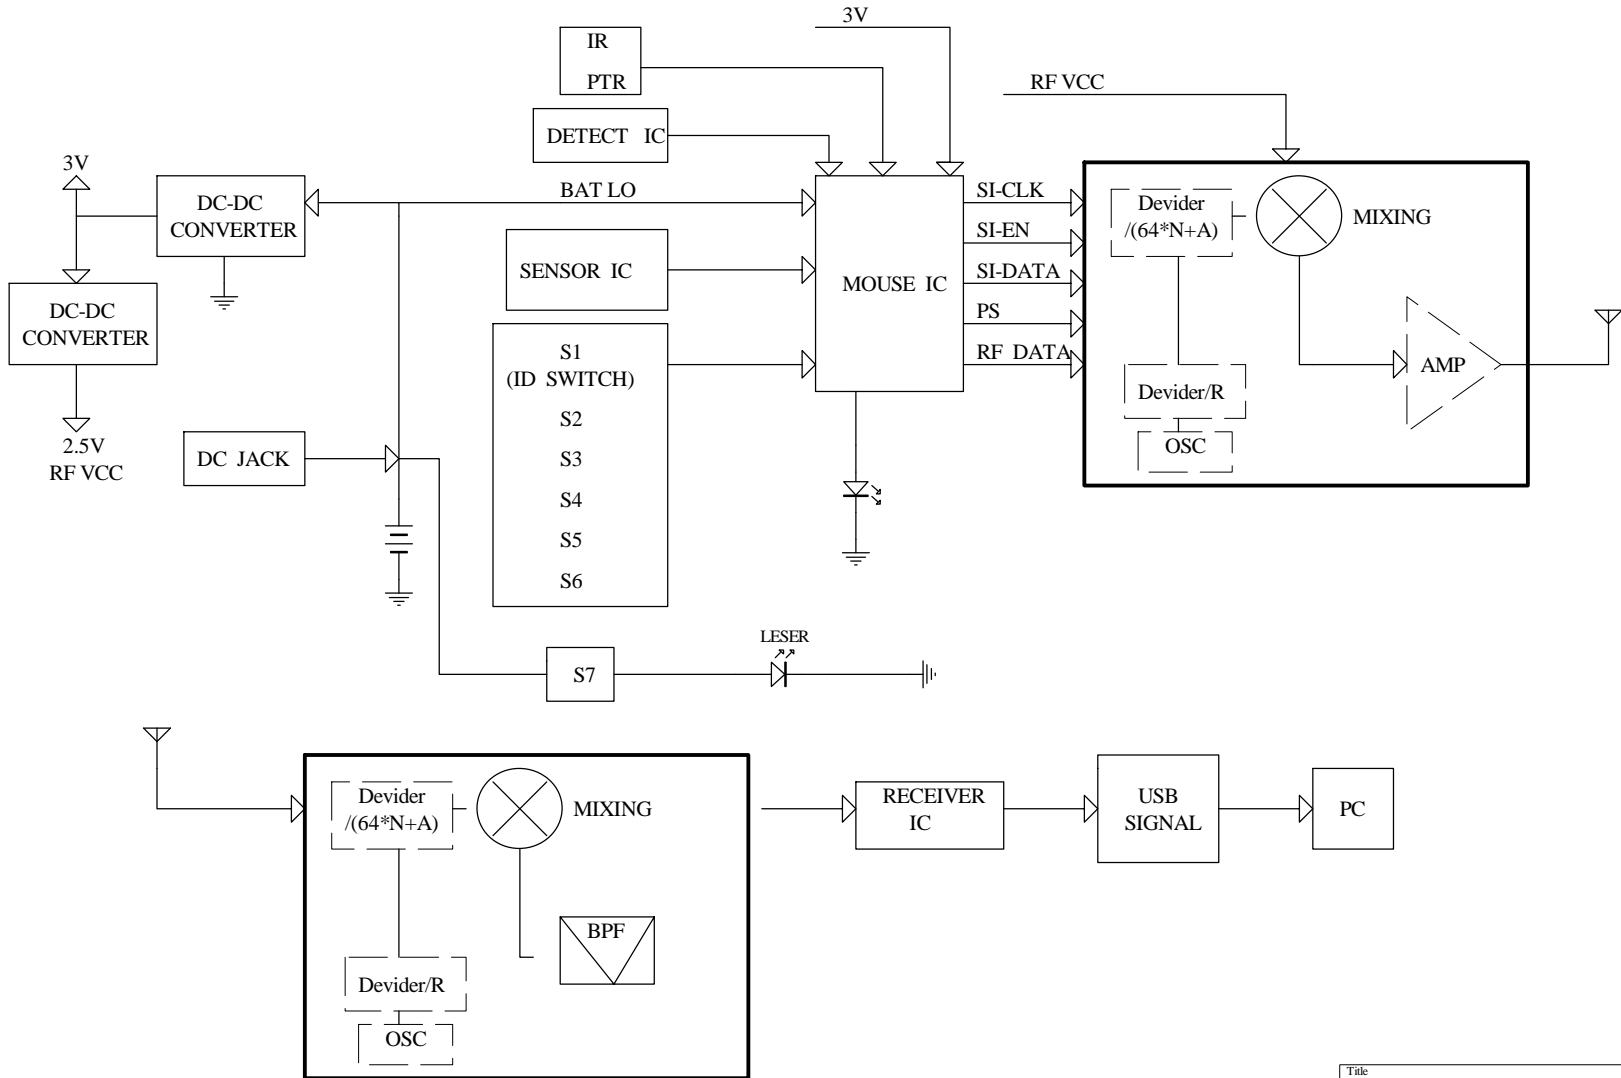 3V
IR
PTR
RF VCC
DETECT IC
3V
DC-DC
CONVERTER
BAT LO
SI-CLK
SI-EN
SI-DATA
PS
RF DATA
Devider
/(64*N+A)
MIXING
SENSOR IC
MOUSE IC
DC-DC
CONVERTER
S1
(ID SWITCH)
S2
S3
S4
S5
S6
Devider/R
AMP
OSC
2.5V
RF VCC
DC JACK
LESER
S7
Devider
/(64*N+A)
MIXING
RECEIVER
IC
USB
SIGNAL
PC
BPF
Devider/R
OSC
Title